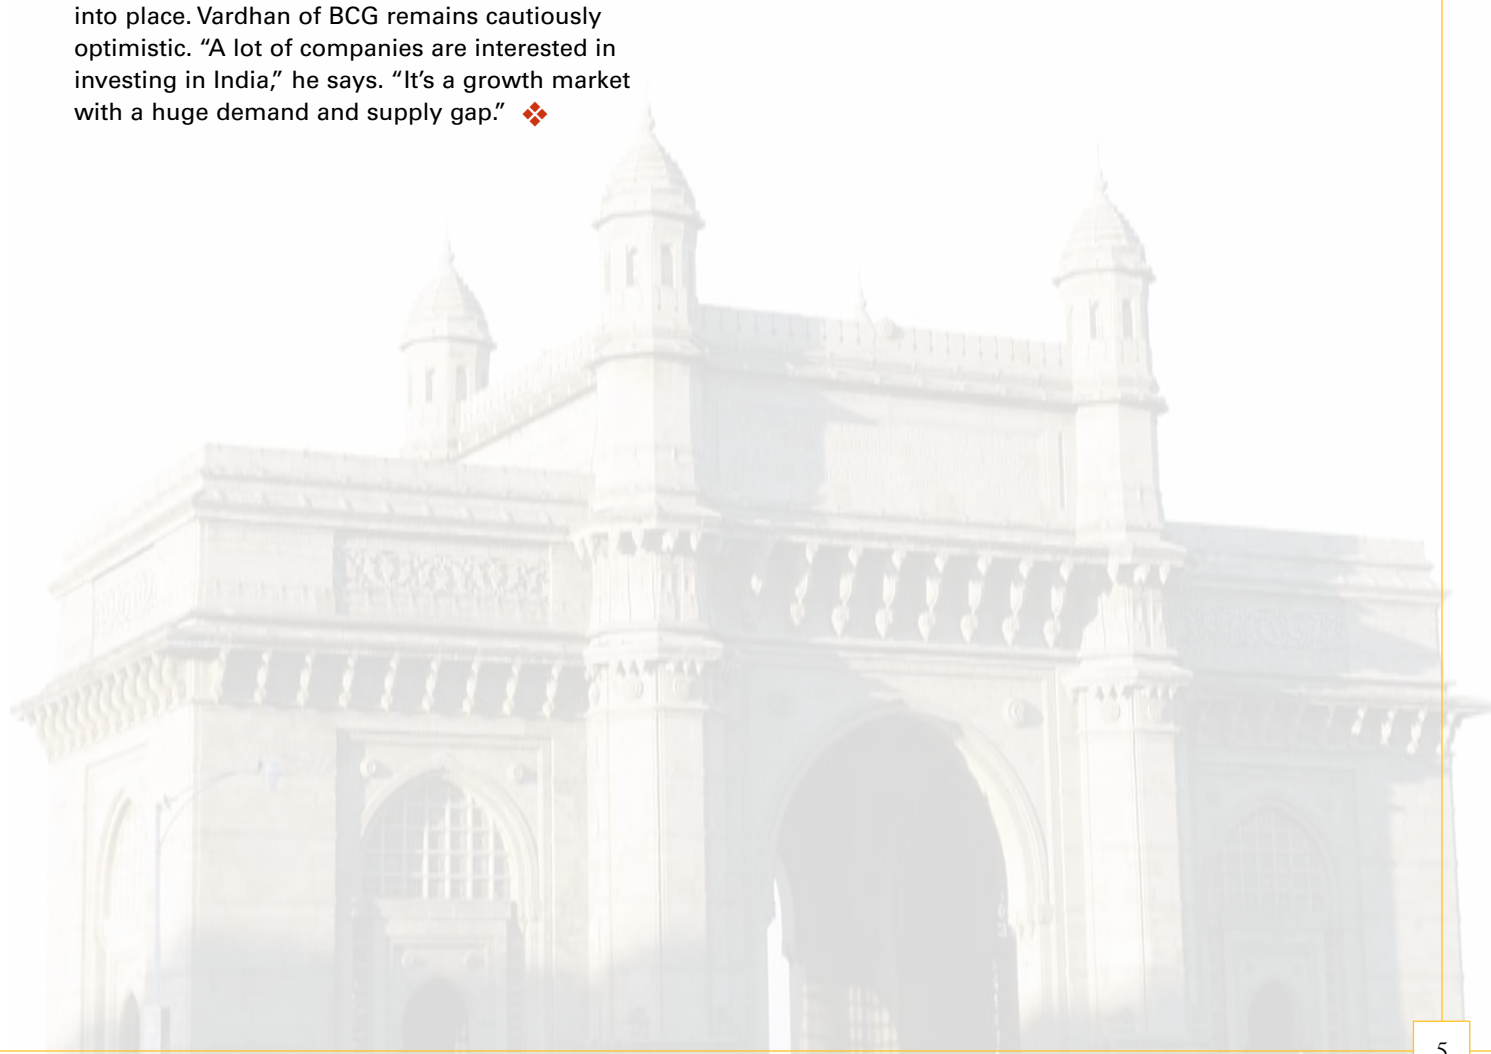 into place. Vardhan of BCG remains cautiously
optimistic. “A lot of companies are interested in
investing in India,” he says. “It’s a growth market
with a huge demand and supply gap.”
5